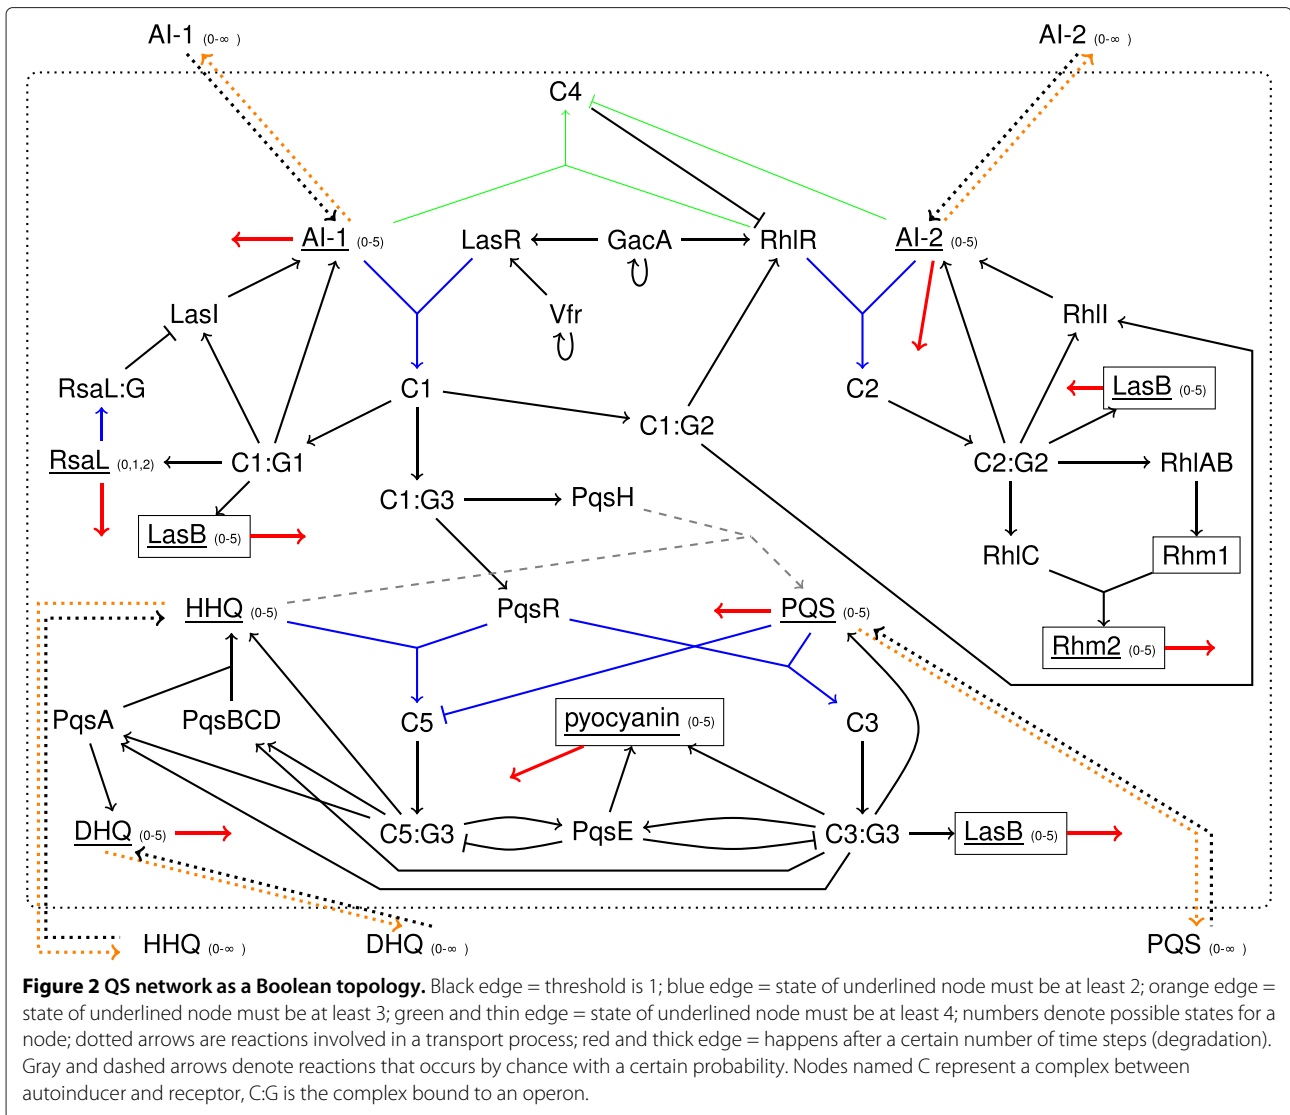 AI-1 (0-∞ )
AI-2 (0-∞ )
C4
AI-1 (0-5)
LasR
GacA
RhlR
AI-2 (0-5)
LasI
Vfr
RhlI
RsaL:G
C1
C2
LasB (0-5)
C1:G2
RsaL (0,1,2)
C1:G1
C2:G2
RhlAB
C1:G3
PqsH
LasB (0-5)
RhlC
Rhm1
HHQ (0-5)
PqsR
PQS (0-5)
Rhm2 (0-5)
PqsA
PqsBCD
C5
pyocyanin (0-5)
C3
DHQ (0-5)
C5:G3
PqsE
C3:G3
LasB (0-5)
HHQ (0-∞ )
DHQ (0-∞ )
PQS (0-∞ )
Figure 2 QS network as a Boolean topology. Black edge = threshold is 1; blue edge = state of underlined node must be at least 2; orange edge =
state of underlined node must be at least 3; green and thin edge = state of underlined node must be at least 4; numbers denote possible states for a
node; dotted arrows are reactions involved in a transport process; red and thick edge = happens after a certain number of time steps (degradation).
Gray and dashed arrows denote reactions that occurs by chance with a certain probability. Nodes named C represent a complex between
autoinducer and receptor, C:G is the complex bound to an operon.